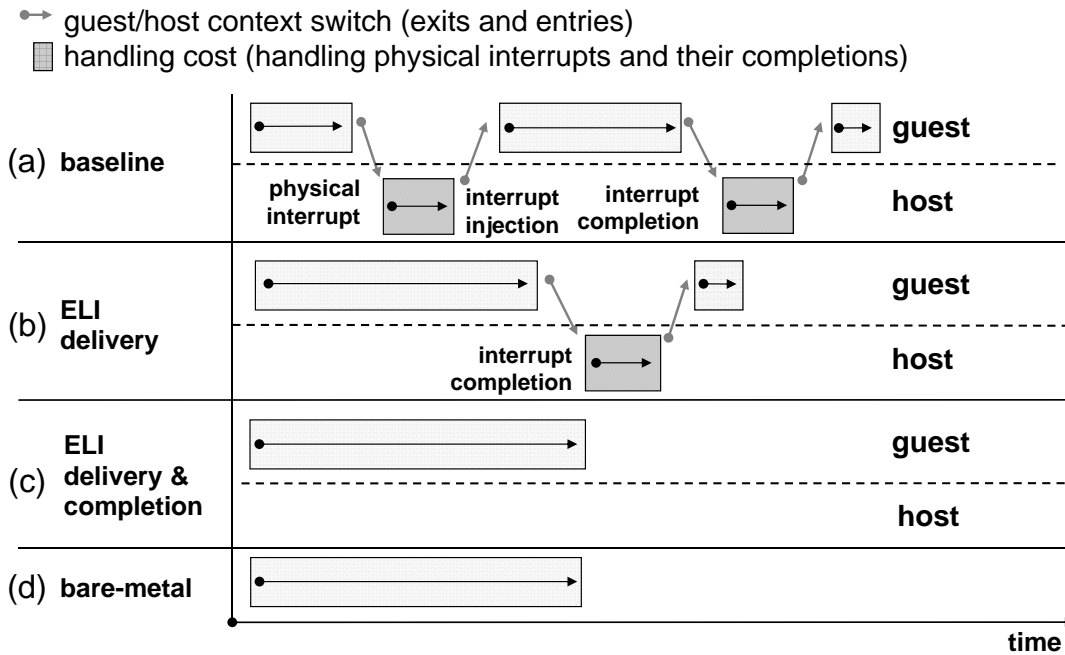 guest/host context switch (exits and entries)
handling cost (handling physical interrupts and their completions)
(a) baseline
guest
physical
interrupt
interrupt
injection
interrupt
completion
host
(b) ELI
delivery
guest
interrupt
completion
host
(c) ELI
delivery &
completion
guest
host
(d) bare-metal
time